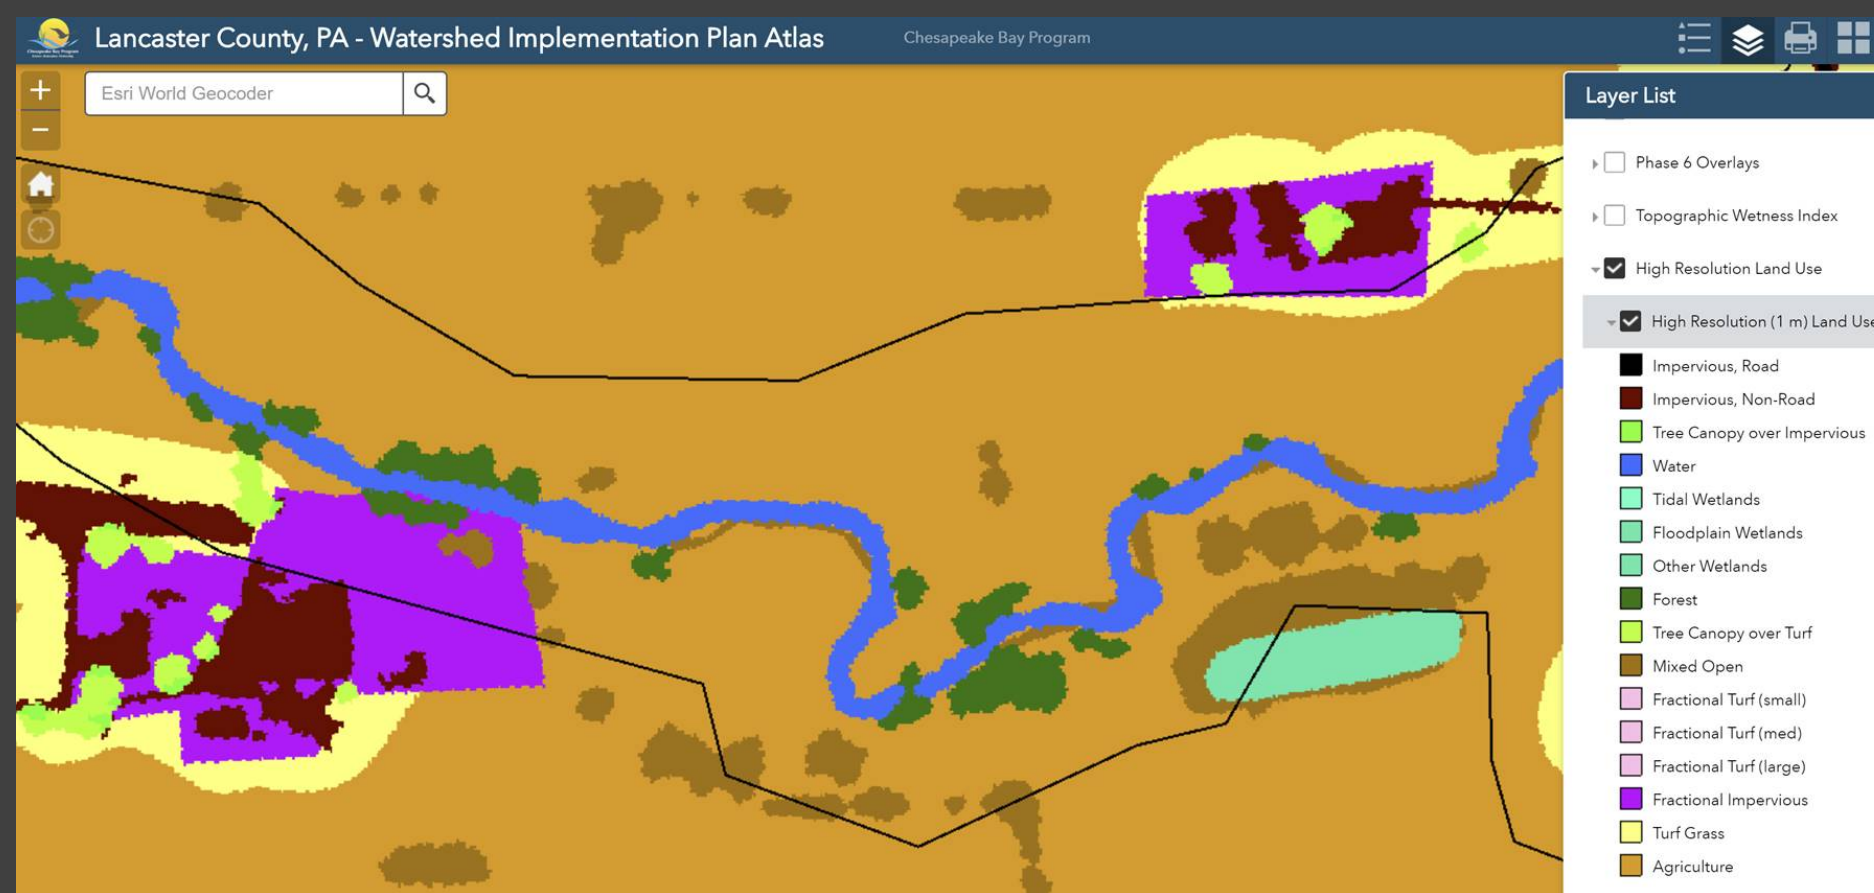 Lancaster County, PA - Watershed Implementation Plan Atlas
Chesapeake Bay Program
Esri World Geocoder
Layer List
Phase 6 Overlays
Topographic Wetness Index
High Resolution Land Use
High Resolution (1 m) Land Use
Impervious, Road
Impervious, Non-Road
Tree Canopy over Impervious
Water
Tidal Wetlands
Floodplain Wetlands
Other Wetlands
Forest
Tree Canopy over Turf
Mixed Open
Fractional Turf (small)
Fractional Turf (med)
Fractional Turf (large)
Fractional Impervious
Turf Grass
Agriculture